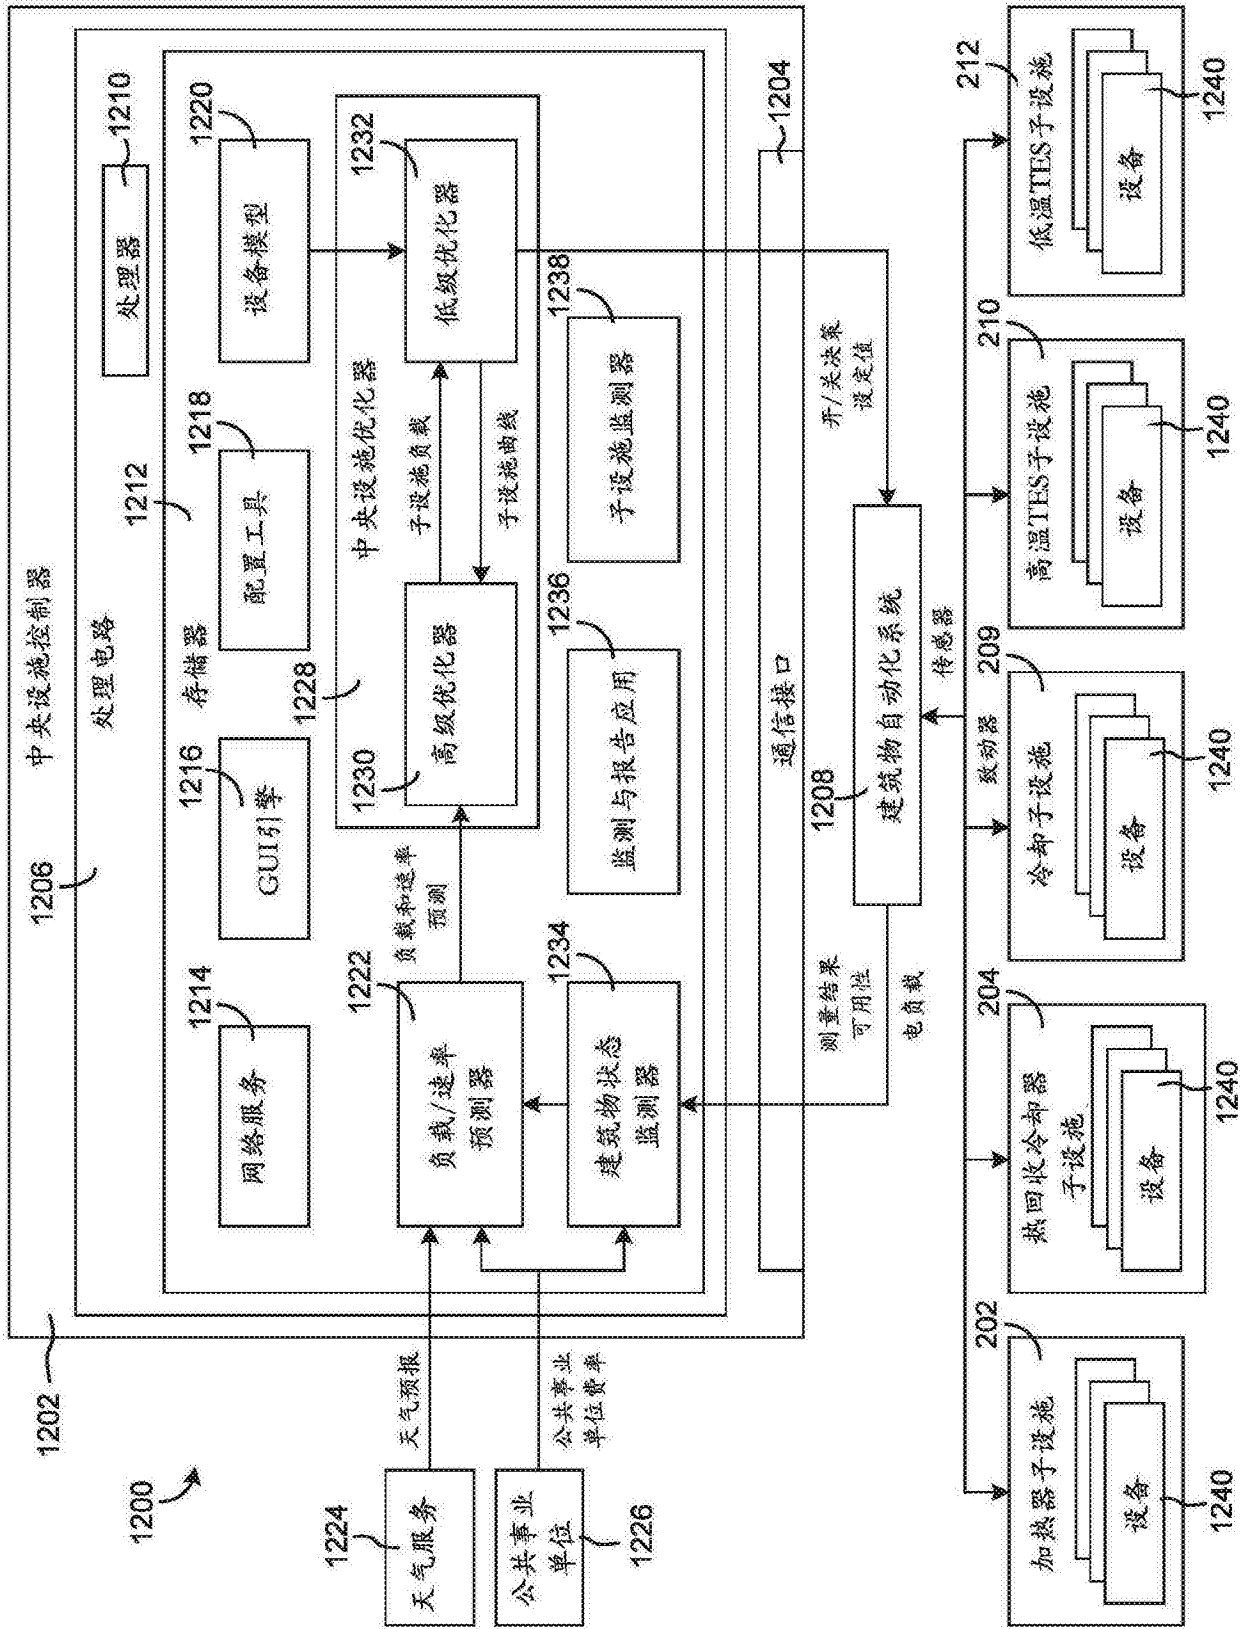 1200
1202
中央设施控制器
1206
处理电路
处理器
1210
1212
存储器
网络服务
1214
GUI引擎
1216
配置工具
1218
设备模型
1220
天气服务
1224
天气预报
公共事业
单位
1226
公共事业
单位费率
负载/速率
预测器
1222
负载和速率
预测
1228
中央设施优化器
高级优化器
1230
子设施负载
子设施曲线
低级优化器
1232
建筑物状态
监测器
1234
监测与报告应用
1236
子设施监测器
1238
通信接口
1204
测量结果
可用性
电负载
建筑物自动化系统
1208
开/关决策
设定值
致动器
传感器
加热器子设施
202
设备
1240
热回收冷却器
子设施
204
设备
1240
冷却子设施
209
设备
1240
高温TES子设施
210
设备
1240
低温TES子设施
212
设备
1240